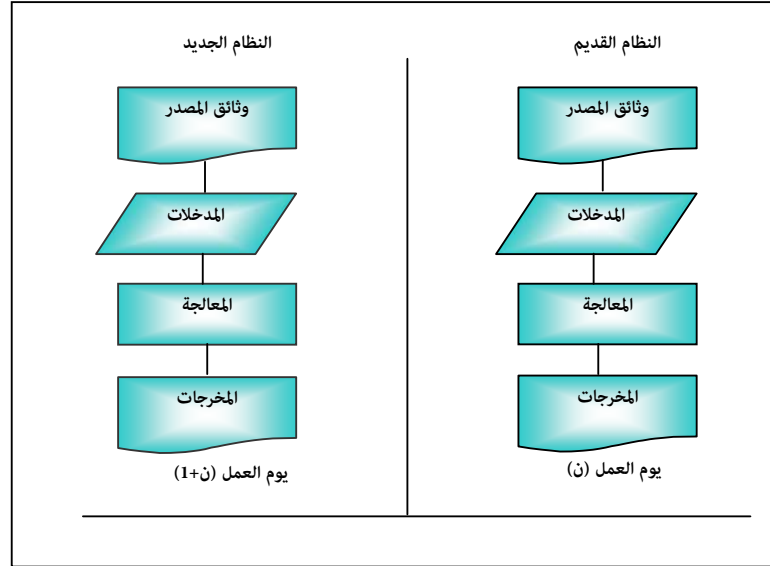 النظام القديم
وثائق المصدر
المدخلات
المعالجة
المخرجات
يوم العمل (ن)
النظام الجديد
وثائق المصدر
المدخلات
المعالجة
المخرجات
يوم العمل (ن+1)